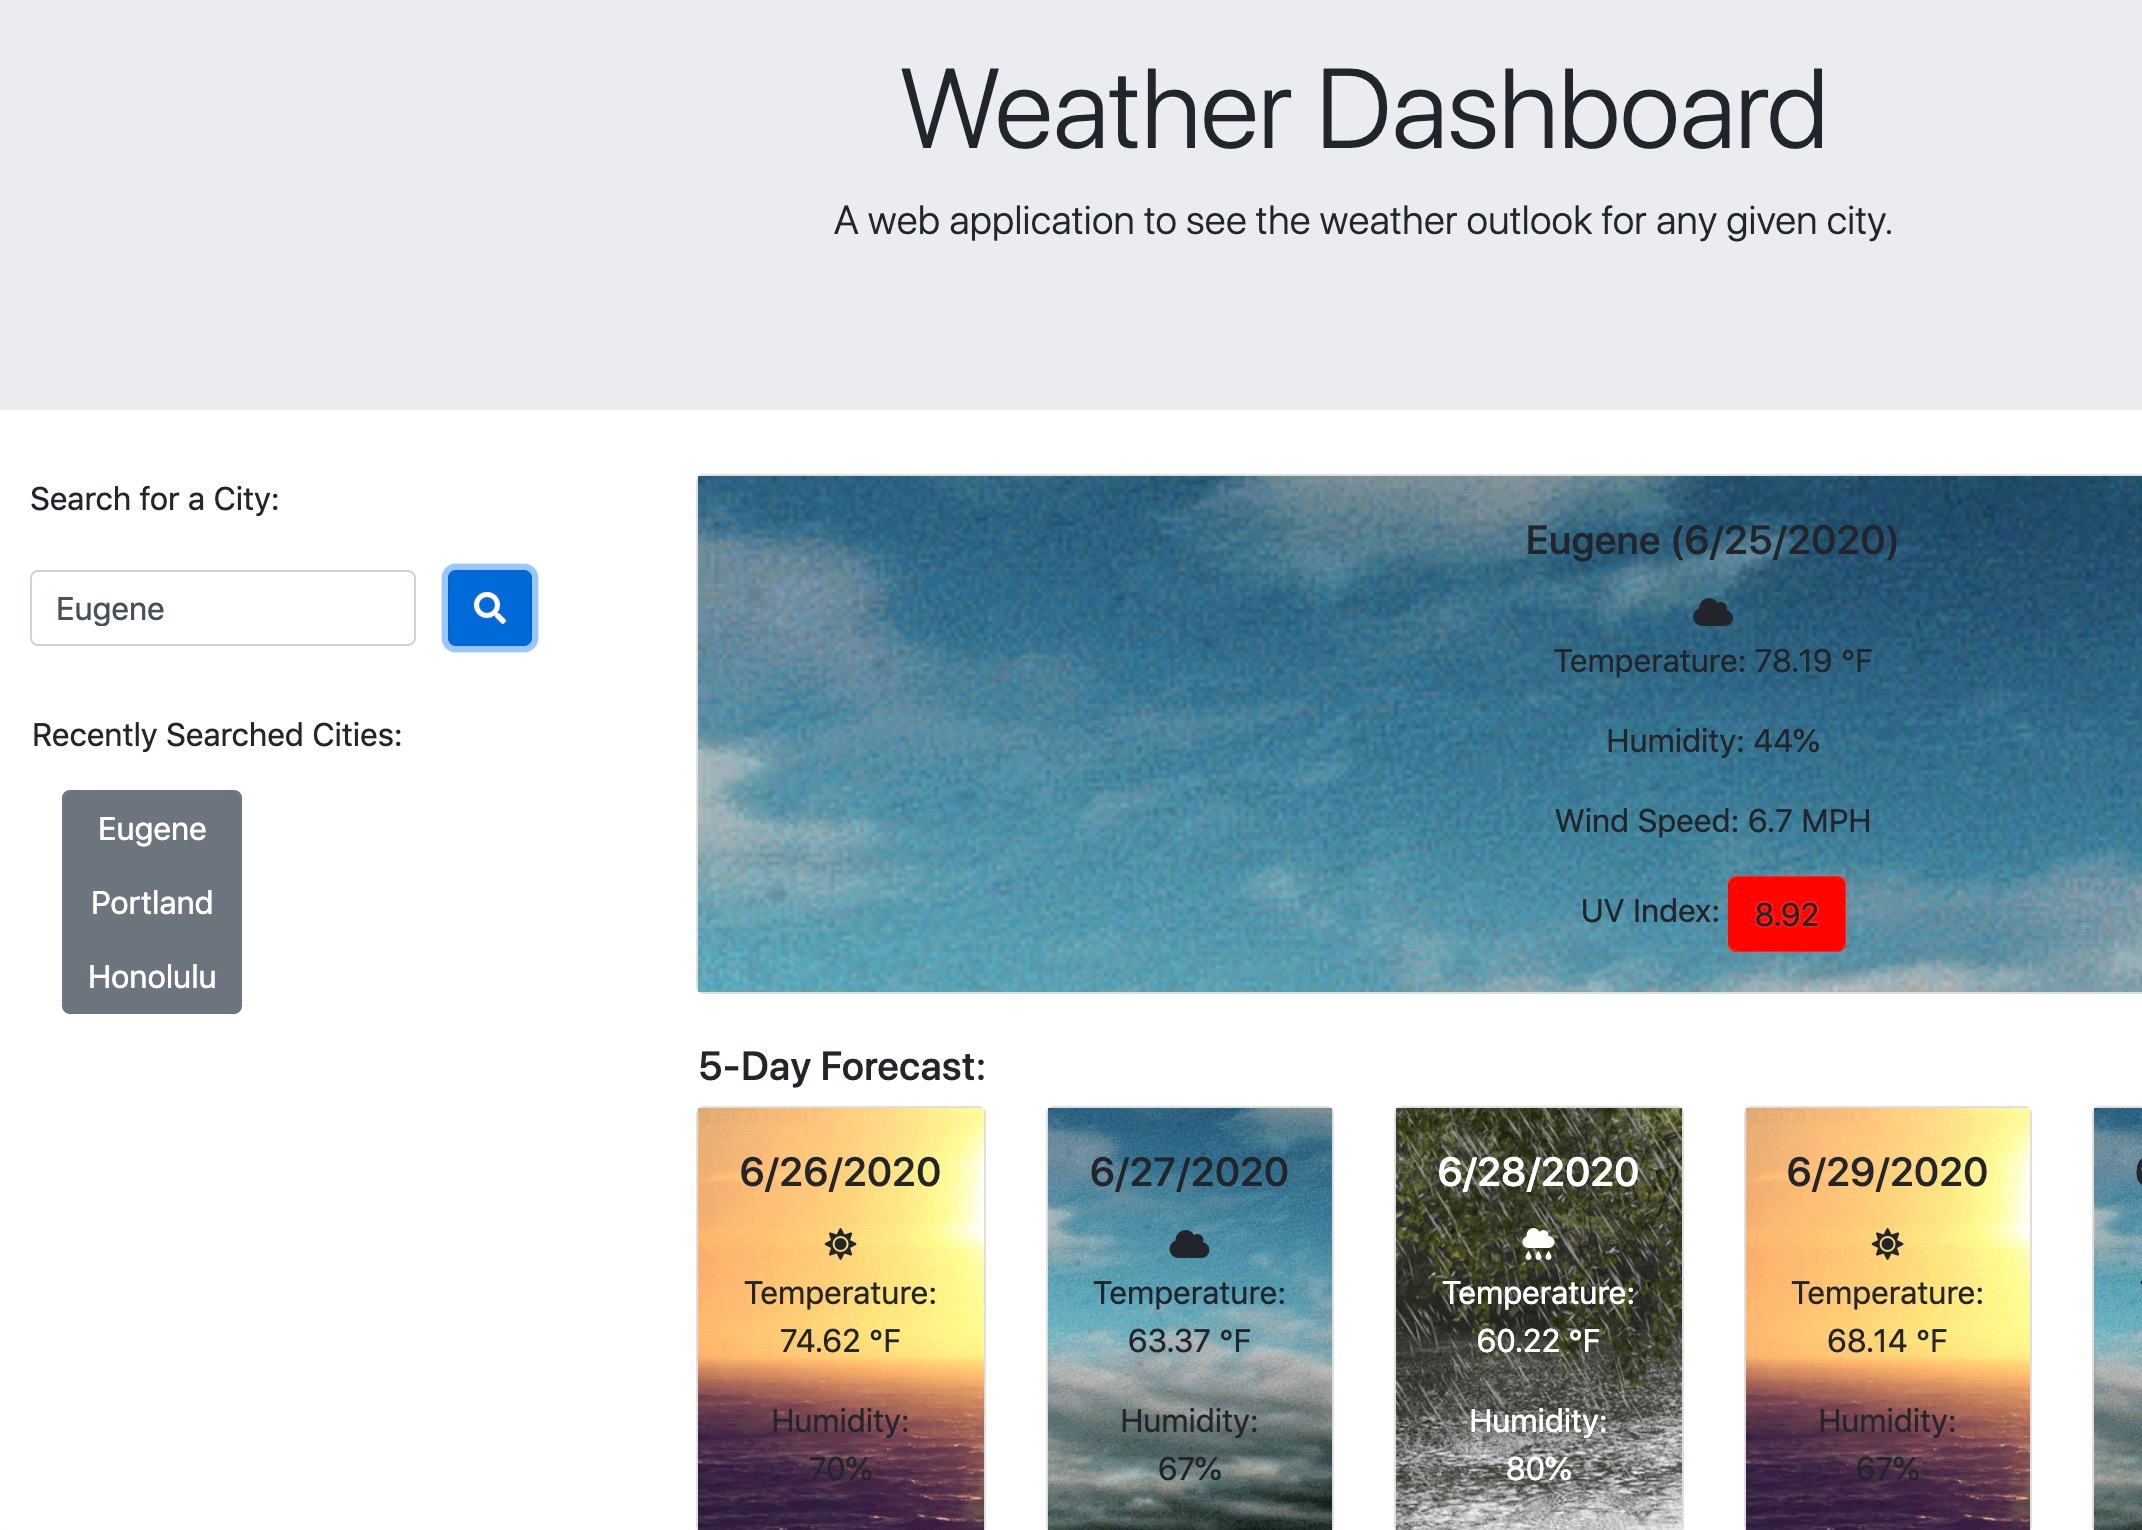 Weather Dashboard
A web application to see the weather outlook for any given city.
Search for a City:
Eugene
Recently Searched Cities:
Eugene
Portland
Honolulu
Eugene (6/25/2020)
Temperature: 78.19 °F
Humidity: 44%
Wind Speed: 6.7 MPH
UV Index: 8.92
5-Day Forecast:
6/26/2020
Temperature:
74.62 °F
Humidity:
70%
6/27/2020
Temperature:
63.37 °F
Humidity:
67%
6/28/2020
Temperature:
60.22 °F
Humidity:
80%
6/29/2020
Temperature:
68.14 °F
Humidity:
67%